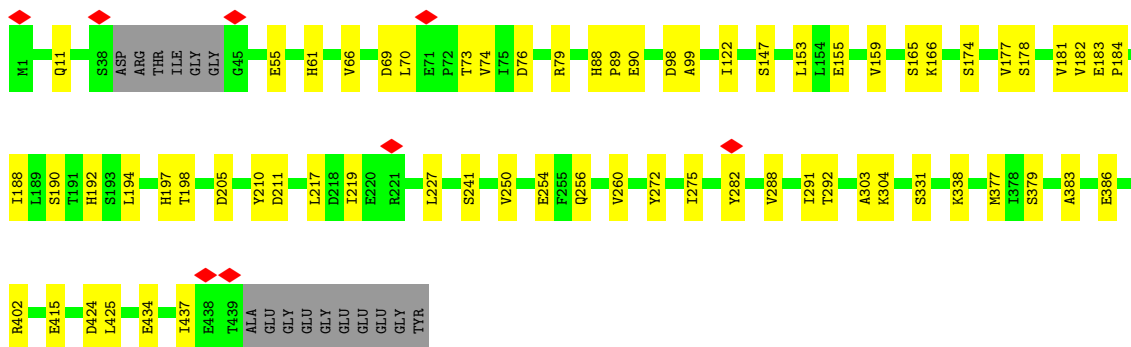 M1 Q11 S38 ASP ARG THR ILE GLY GLY G45 E55 H61 V66 D69 L70 E71 P72 T73 V74 I75 D76 R79 H88 P89 E90 D98 A99 I122 S147 L153 L154 E155 V159 S165 K166 S174 V177 S178 V181 V182 E183 P184
I188 L189 S190 T191 H192 S193 L194 H197 T198 D205 Y210 D211 L217 D218 I219 E220 R221 L227 S241 V250 E254 F255 Q256 V260 Y272 I275 Y282 V288 I291 T292 A303 K304 S331 K338 M377 I378 S379 A383 E386
R402 E415 D424 L425 E434 I437 E438 T439 ALA GLU GLY GLU GLY GLU GLU GLU GLY TYR